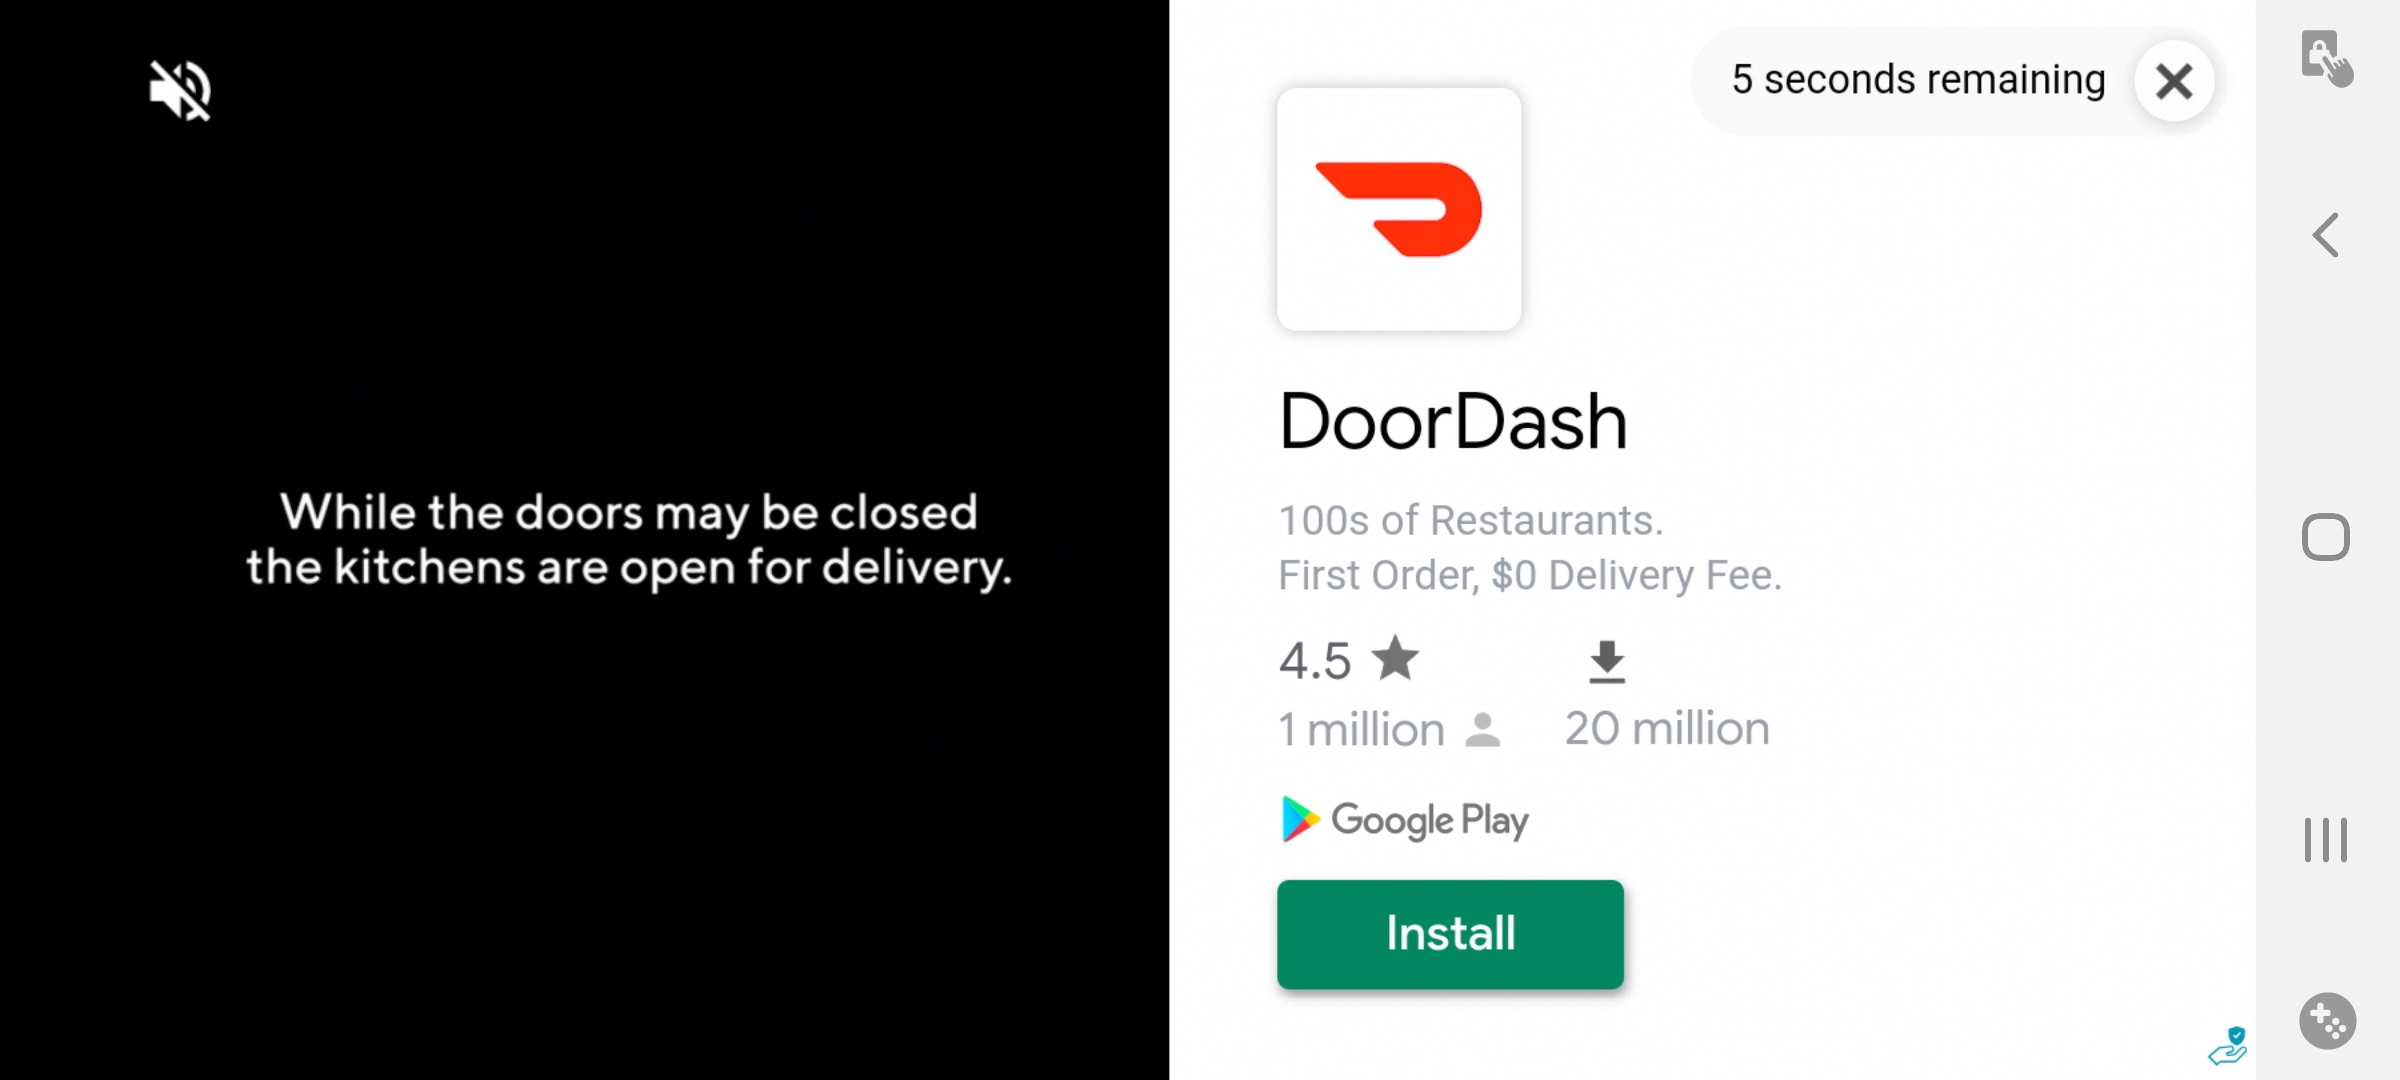 While the doors may be closed
the kitchens are open for delivery.
5 seconds remaining
DoorDash
100s of Restaurants.
First Order, $0 Delivery Fee.
4.5
1 million
20 million
Google Play
Install